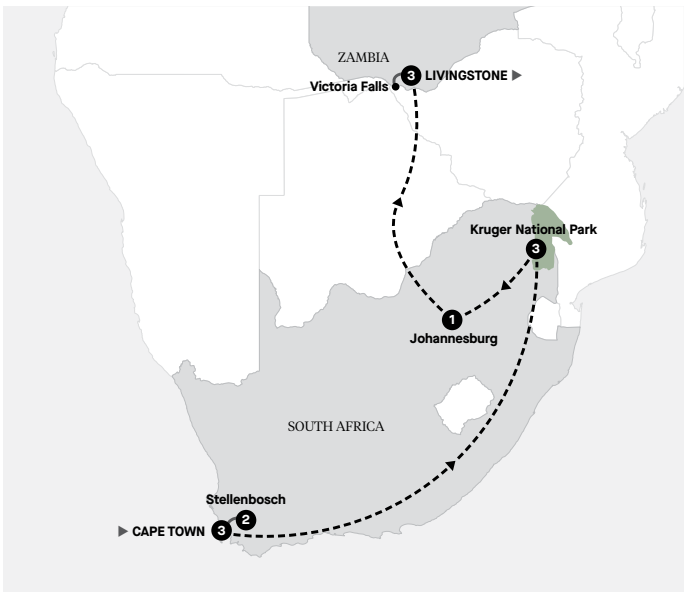 ZAMBIA
3 LIVINGSTONE ▶
Victoria Falls
Kruger National Park
3
1
Johannesburg
SOUTH AFRICA
Stellenbosch
2
▶ CAPE TOWN 3